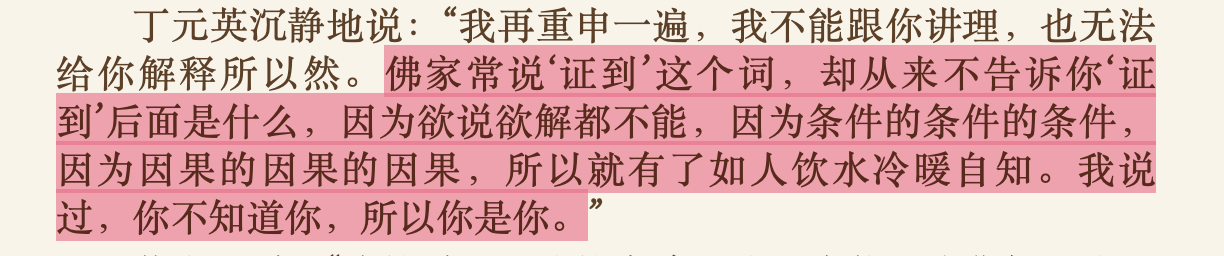 丁元英沉静地说：“我再重申一遍，我不能跟你讲理，也无法
给你解释所以然。佛家常说‘证到’这个词，却从来不告诉你‘证
到’后面是什么，因为欲说欲解都不能，因为条件的条件的条件，
因为因果的因果的因果，所以就有了如人饮水冷暖自知。我说
过，你不知道你，所以你是你。”